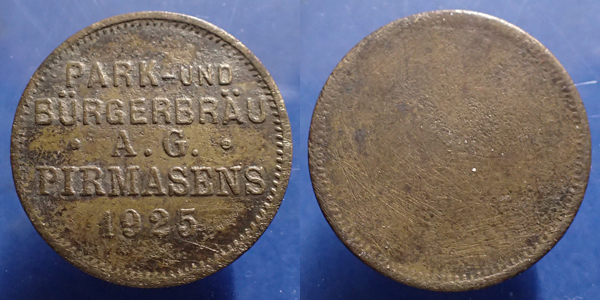 PARK-UND
BÜRGERBRÄU
· A. G. ·
PIRMASENS
1925